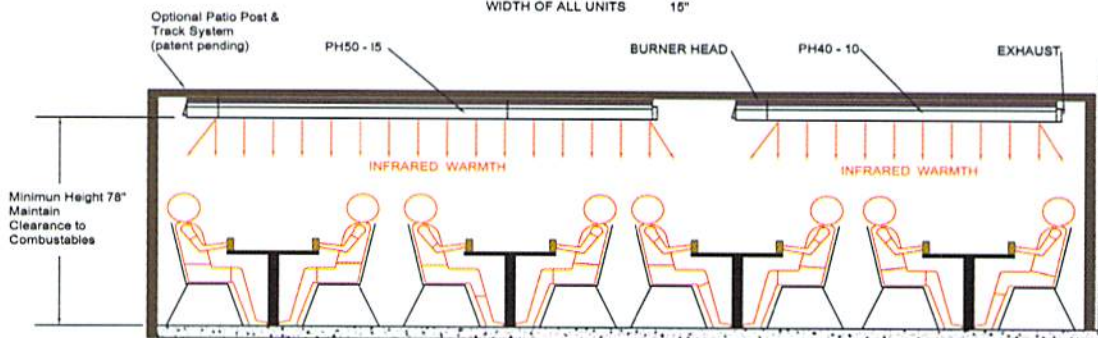 WIDTH OF ALL UNITS 15"
Optional Patio Post &
Track System
(patent pending)
PH50 - I5
BURNER HEAD
PH40 - 10
EXHAUST
INFRARED WARMTH
INFRARED WARMTH
Minimun Height 78"
Maintain
Clearance to
Combustables